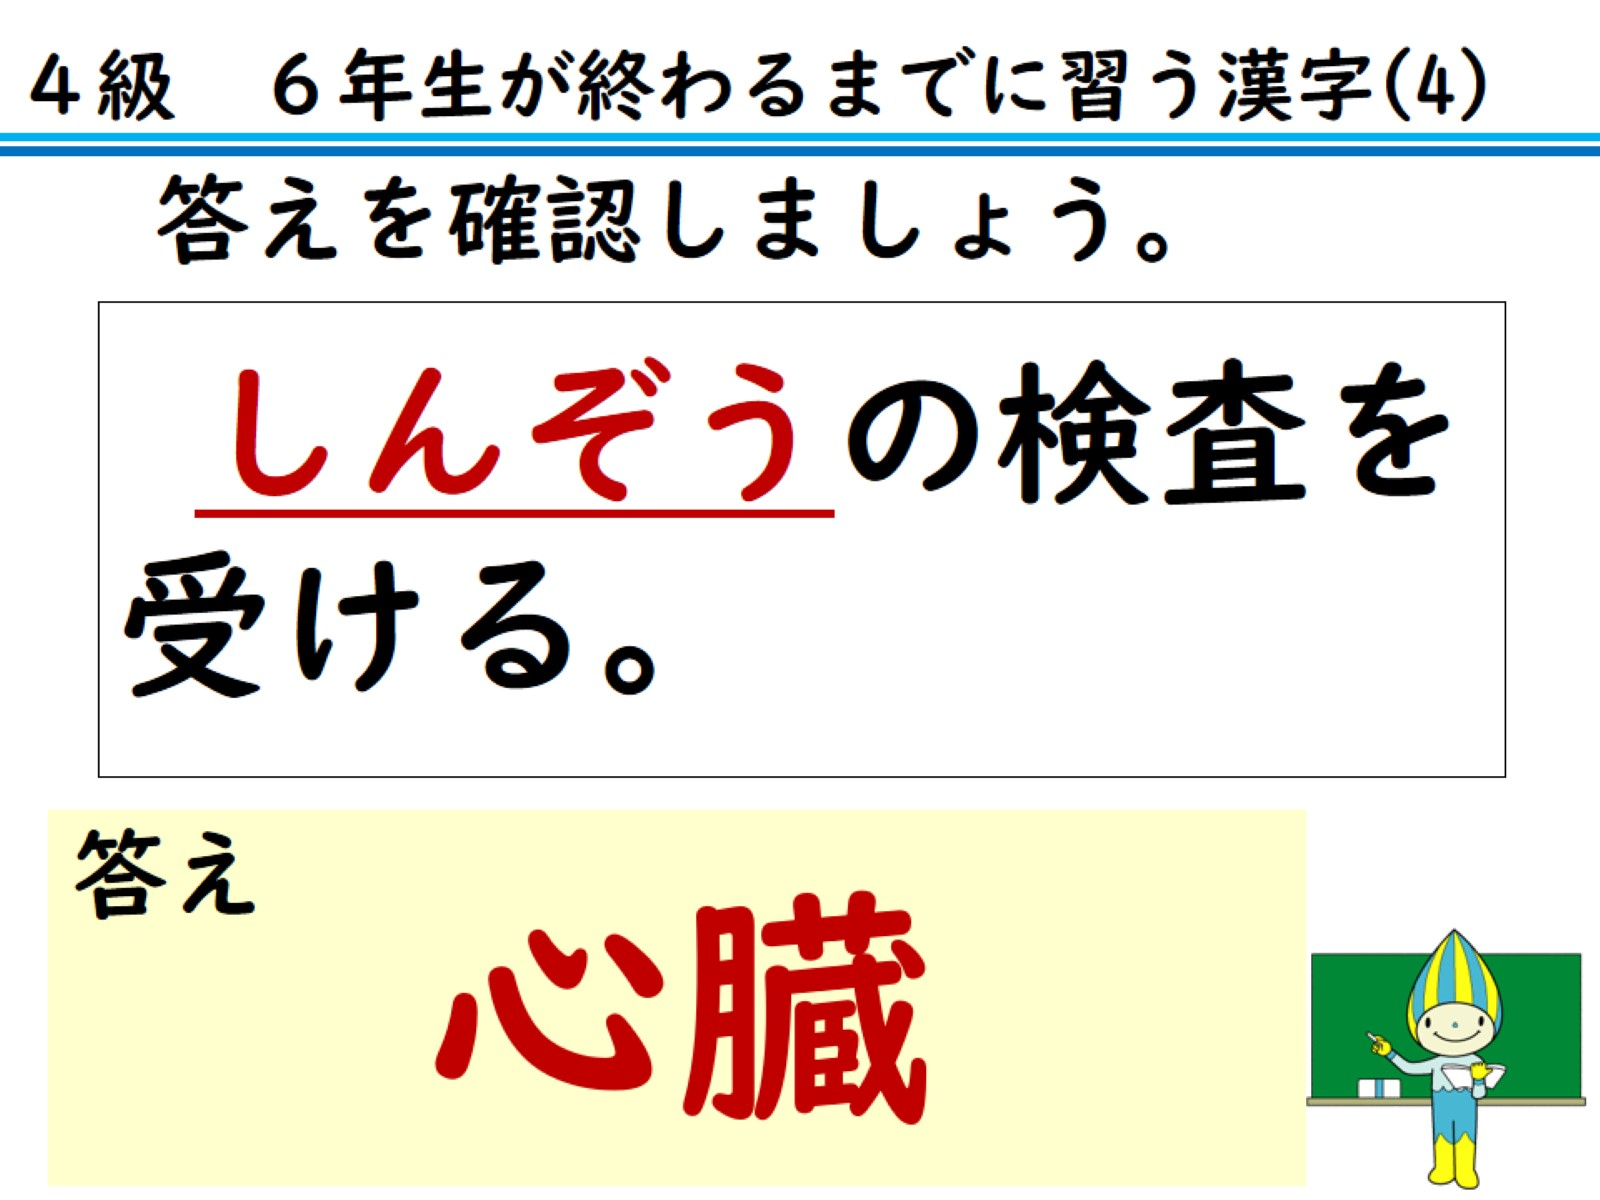 ４級　６年生が終わるまでに習う漢字(4)
答えを確認しましょう。
しんぞうの検査を
受ける。
答え
心臓